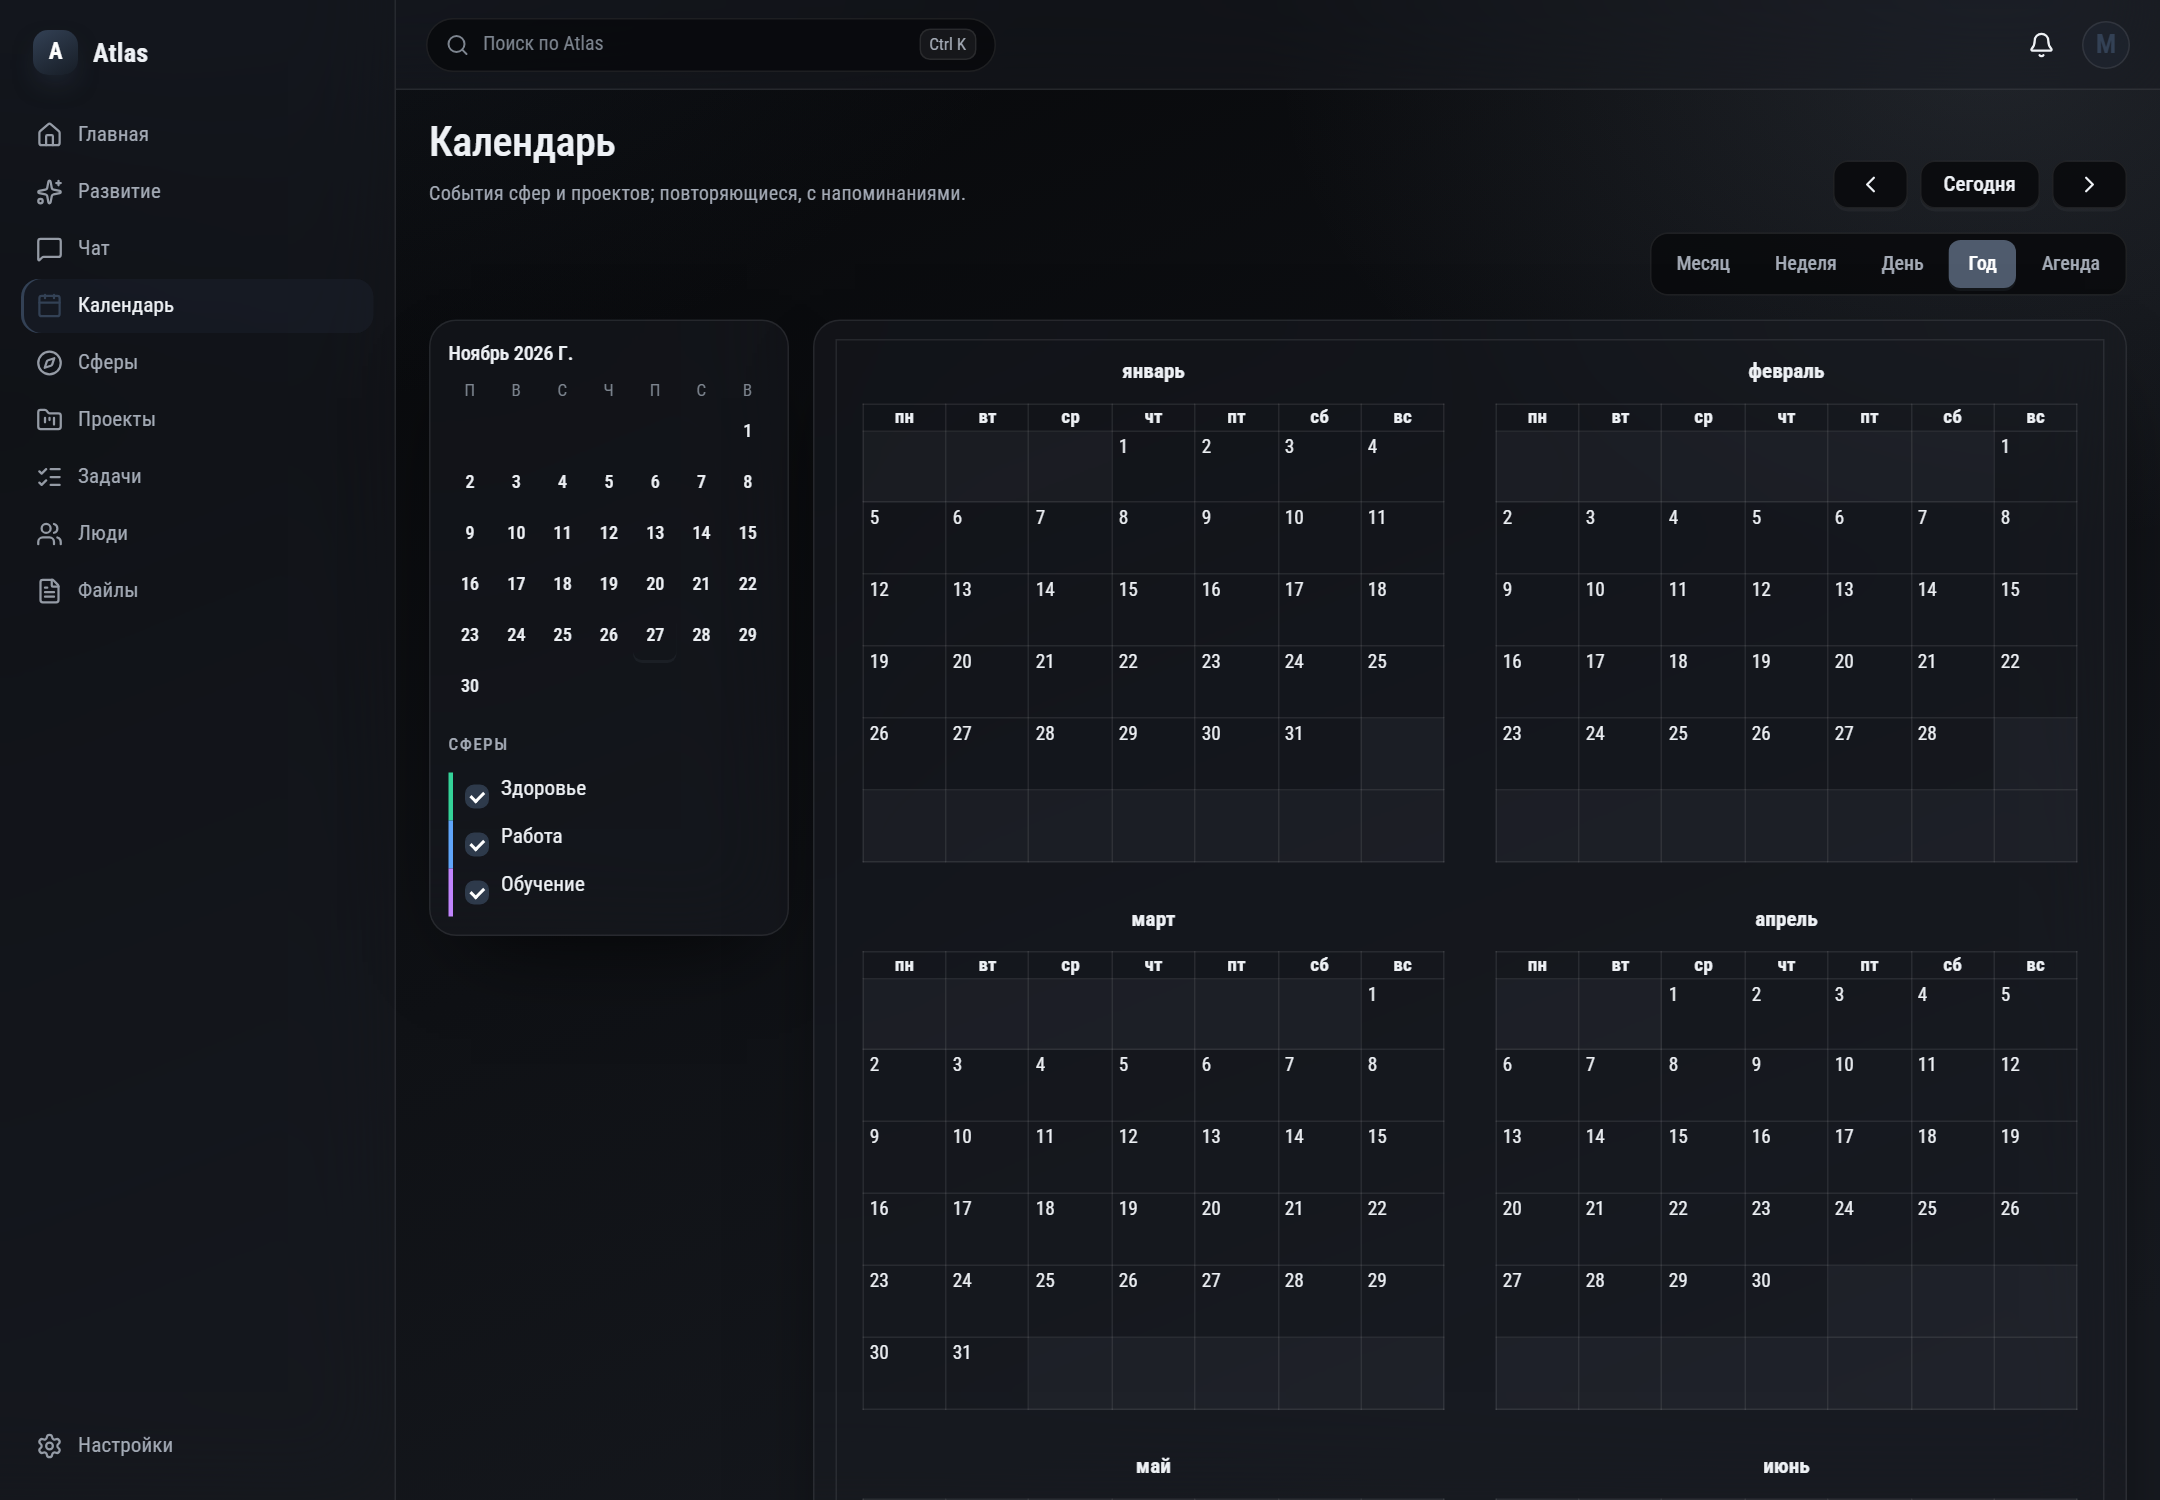 A Atlas
Главная
Развитие
Чат
Календарь
Сферы
Проекты
Задачи
Люди
Файлы
Настройки
Поиск по Atlas Ctrl K
M
Календарь
События сфер и проектов; повторяющиеся, с напоминаниями.
Сегодня
Месяц Неделя День Год Агенда
Ноябрь 2026 Г.
П В С Ч П С В
1
2 3 4 5 6 7 8
9 10 11 12 13 14 15
16 17 18 19 20 21 22
23 24 25 26 27 28 29
30
СФЕРЫ
Здоровье
Работа
Обучение
январь
пн вт ср чт пт сб вс
1 2 3 4
5 6 7 8 9 10 11
12 13 14 15 16 17 18
19 20 21 22 23 24 25
26 27 28 29 30 31
февраль
пн вт ср чт пт сб вс
1
2 3 4 5 6 7 8
9 10 11 12 13 14 15
16 17 18 19 20 21 22
23 24 25 26 27 28
март
пн вт ср чт пт сб вс
1
2 3 4 5 6 7 8
9 10 11 12 13 14 15
16 17 18 19 20 21 22
23 24 25 26 27 28 29
30 31
апрель
пн вт ср чт пт сб вс
1 2 3 4 5
6 7 8 9 10 11 12
13 14 15 16 17 18 19
20 21 22 23 24 25 26
27 28 29 30
май
июнь